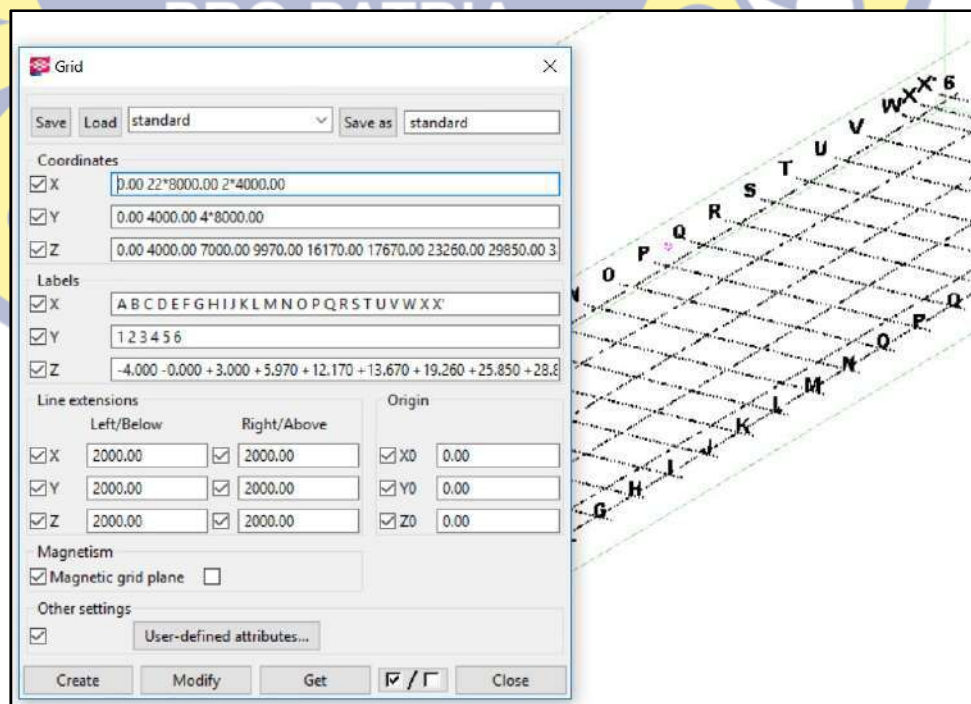 PRO PATRIA
Grid
Save Load standard Save as standard
Coordinates
X 0.00 22*8000.00 2*4000.00
Y 0.00 4000.00 4*8000.00
Z 0.00 4000.00 7000.00 9970.00 16170.00 17670.00 23260.00 29850.00 3
Labels
X A B C D E F G H I J K L M N O P Q R S T U V W X X'
Y 1 2 3 4 5 6
Z -4.000 -0.000 +3.000 +5.970 +12.170 +13.670 +19.260 +25.850 +28.8
Line extensions Origin
Left/Below Right/Above
X 2000.00 2000.00 X0 0.00
Y 2000.00 2000.00 Y0 0.00
Z 2000.00 2000.00 Z0 0.00
Magnetism
Magnetic grid plane
Other settings
User-defined attributes...
Create Modify Get / Close
O P Q R S T U V W X X' 6
G H I J K L M N O P Q